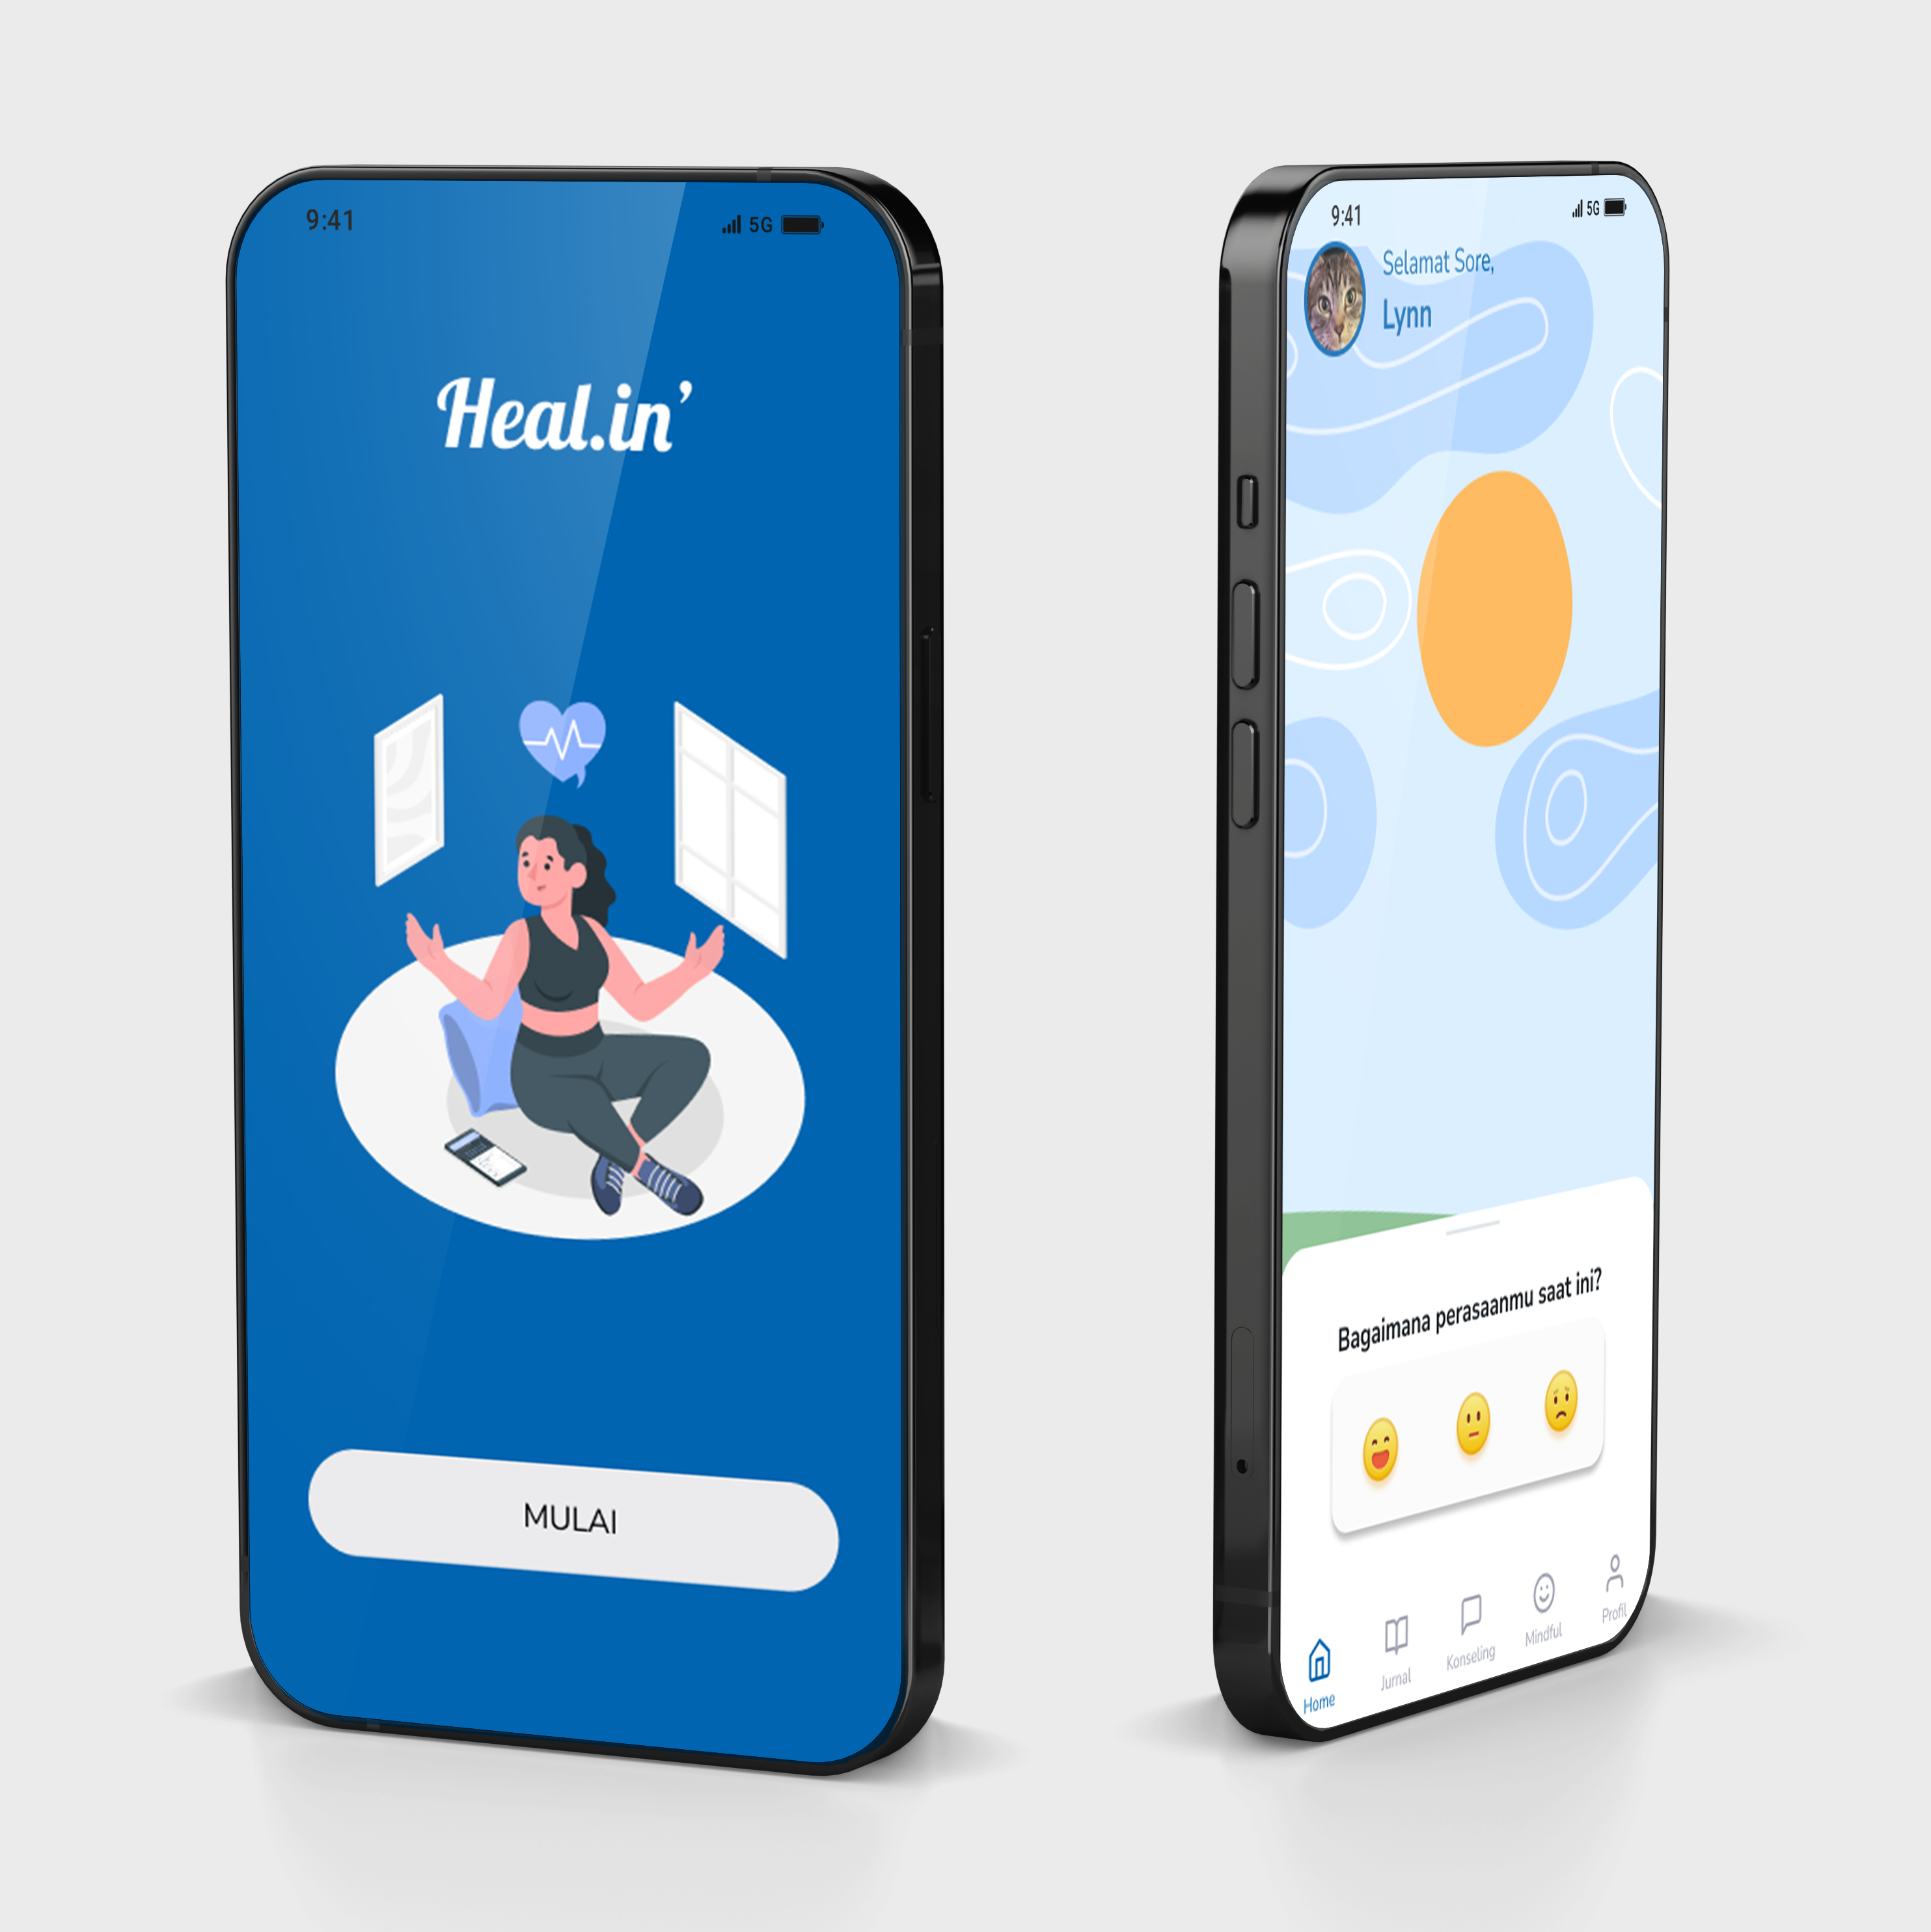 9:41
5G
Heal.in’
MULAI
9:41
5G
Selamat Sore,
Lynn
Bagaimana perasaanmu saat ini?
Home
Jurnal
Konseling
Mindful
Profil